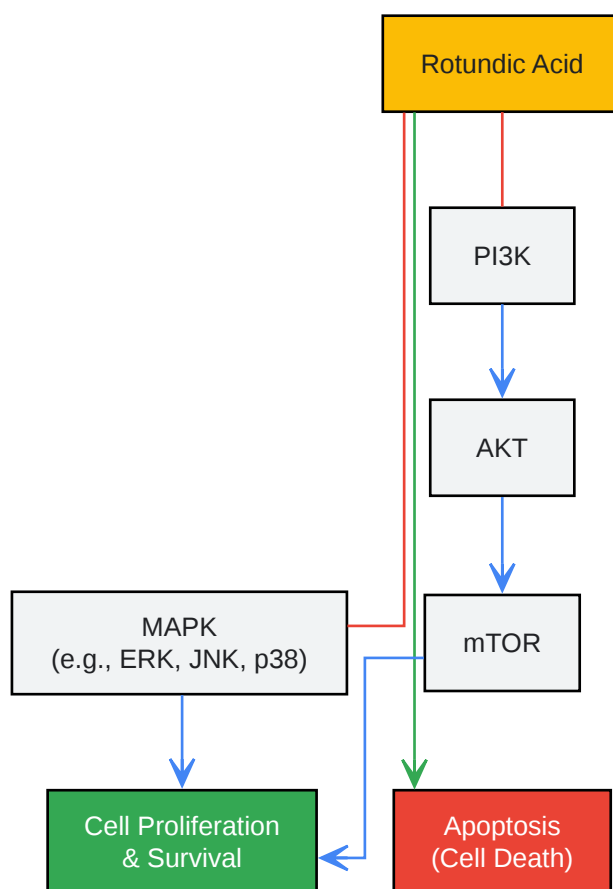 Rotundic Acid
PI3K
AKT
MAPK
(e.g., ERK, JNK, p38)
mTOR
Cell Proliferation
& Survival
Apoptosis
(Cell Death)